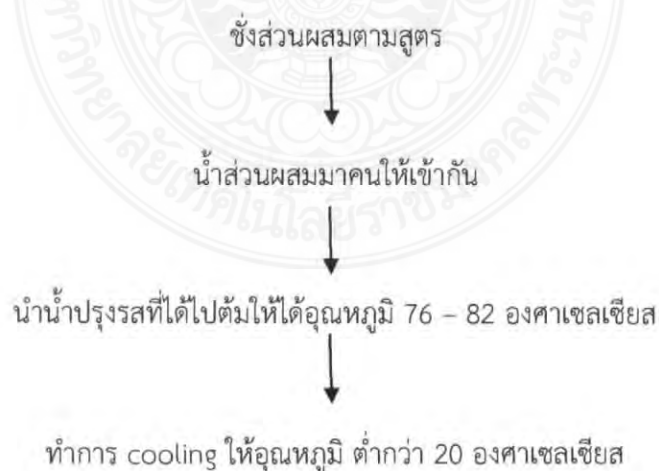 ชั่งส่วนผสมตามสูตร
น้ำส่วนผสมมาคนให้เข้ากัน
นำน้ำปรุงรสที่ได้ไปต้มให้ได้อุณหภูมิ 76 – 82 องศาเซลเซียส
ทำการ cooling ให้อุณหภูมิ ต่ำกว่า 20 องศาเซลเซียส